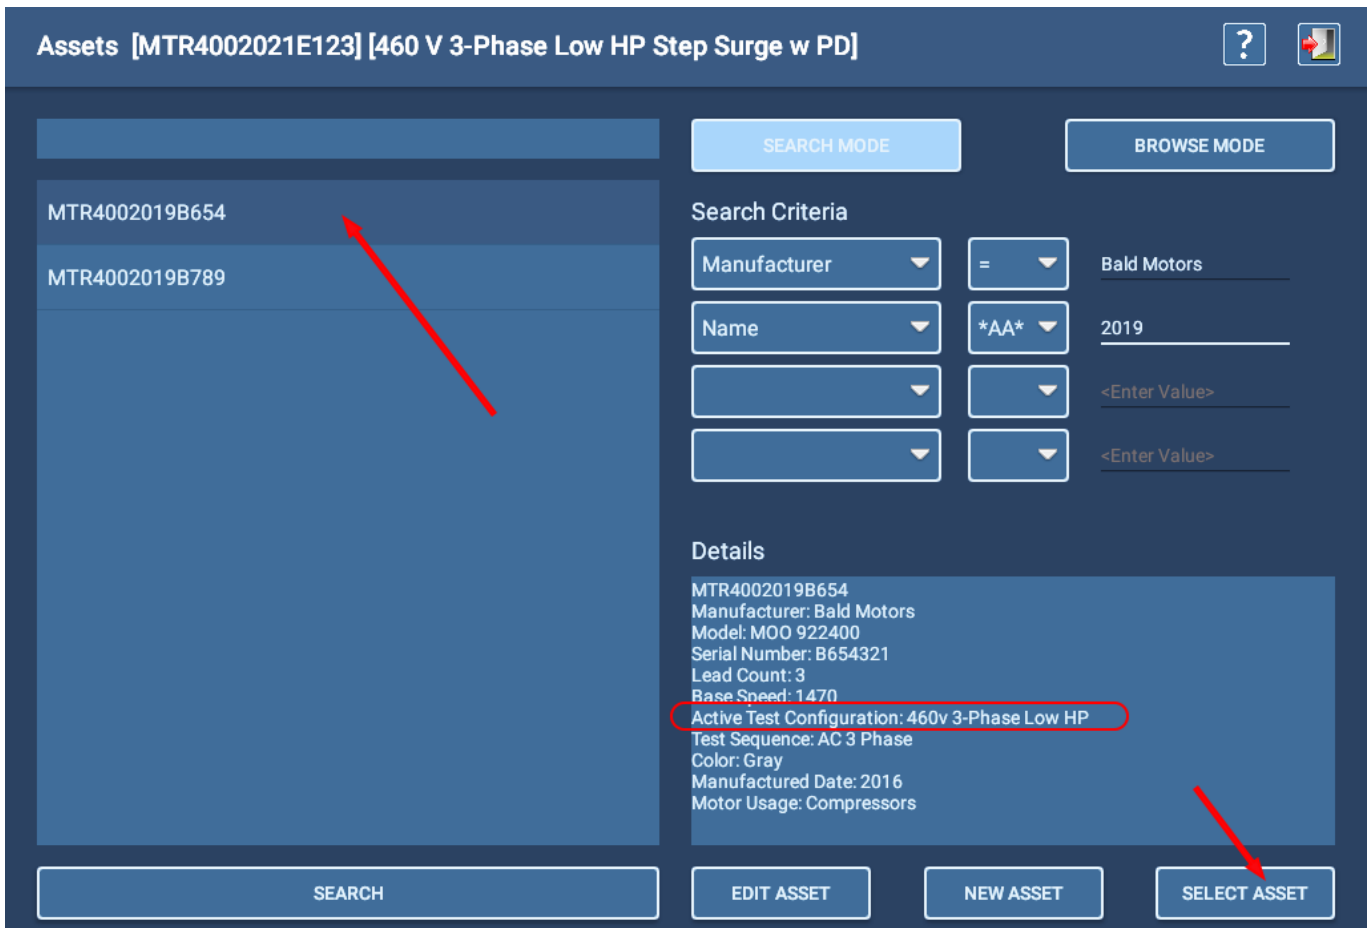 Assets [MTR4002021E123] [460 V 3-Phase Low HP Step Surge w PD]
?
SEARCH MODE
BROWSE MODE
MTR4002019B654
MTR4002019B789
Search Criteria
Manufacturer
=
Bald Motors
Name
*AA*
2019
<Enter Value>
<Enter Value>
Details
MTR4002019B654
Manufacturer: Bald Motors
Model: MOO 922400
Serial Number: B654321
Lead Count: 3
Base Speed: 1470
Active Test Configuration: 460v 3-Phase Low HP
Test Sequence: AC 3 Phase
Color: Gray
Manufactured Date: 2016
Motor Usage: Compressors
SEARCH
EDIT ASSET
NEW ASSET
SELECT ASSET